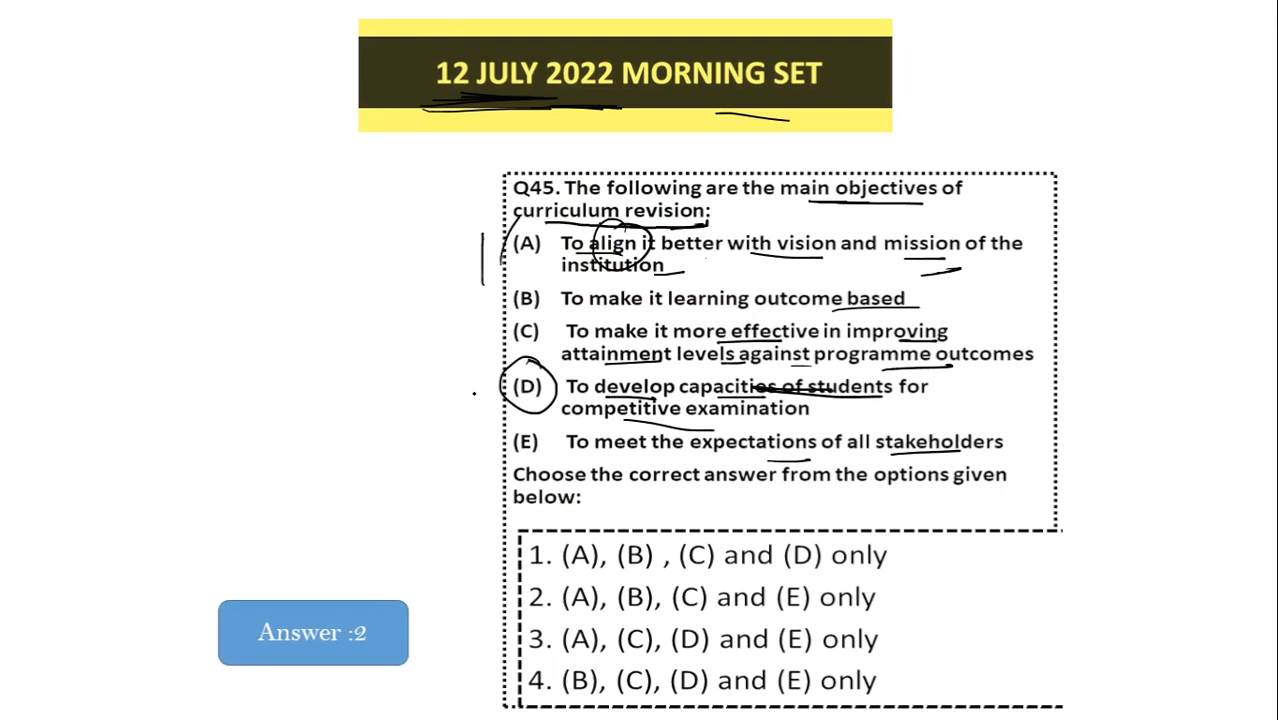 12 JULY 2022 MORNING SET
Q45. The following are the main objectives of
curriculum revision:
(A) To align it better with vision and mission of the
institution
(B) To make it learning outcome based
(C) To make it more effective in improving
attainment levels against programme outcomes
(D) To develop capacities of students for
competitive examination
(E) To meet the expectations of all stakeholders
Choose the correct answer from the options given
below:
1. (A), (B) , (C) and (D) only
2. (A), (B), (C) and (E) only
3. (A), (C), (D) and (E) only
4. (B), (C), (D) and (E) only
Answer :2